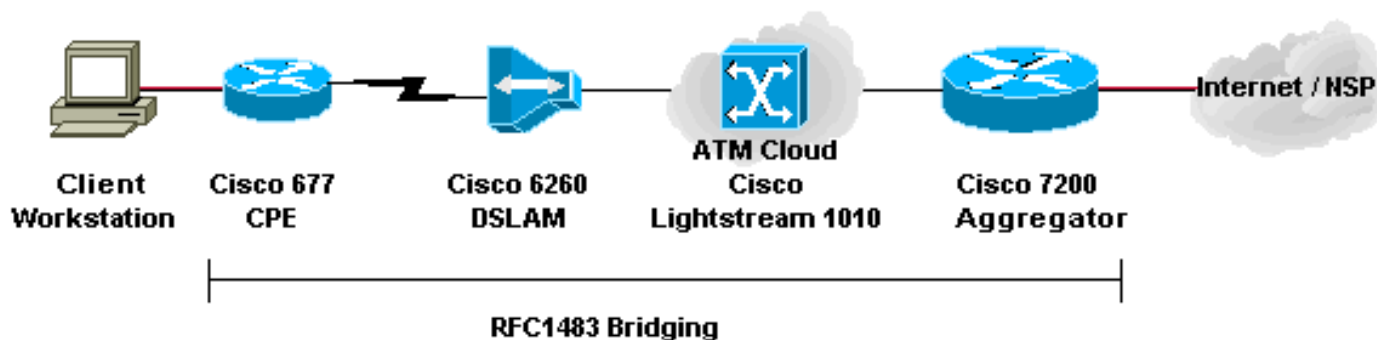 Internet / NSP
ATM Cloud
Client
Workstation
Cisco 677
CPE
Cisco 6260
DSLAM
Cisco
Lightstream 1010
Cisco 7200
Aggregator
RFC1483 Bridging